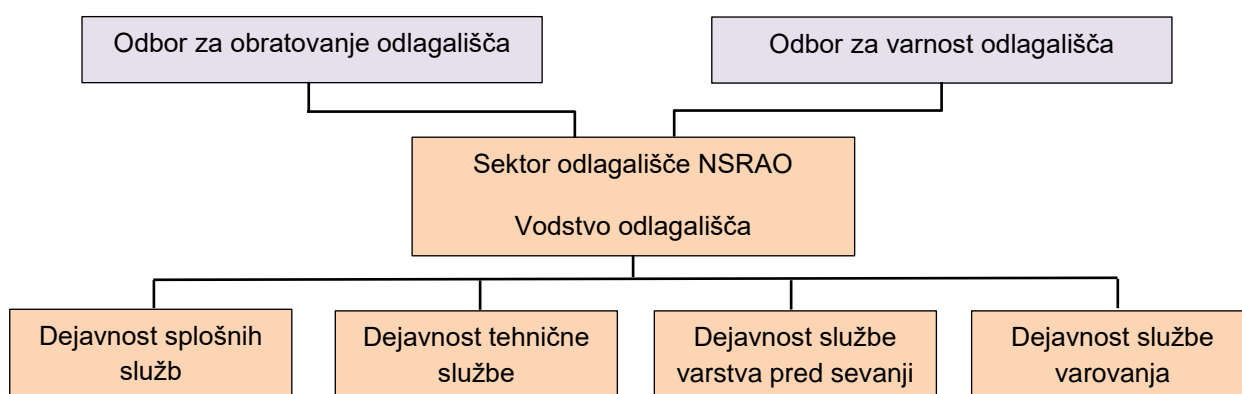 Odbor za obratovanje odlagališča
Odbor za varnost odlagališča
Sektor odlagališče NSRAO
Vodstvo odlagališča
Dejavnost splošnih
služb
Dejavnost tehnične
službe
Dejavnost službe
varstva pred sevanji
Dejavnost službe
varovanja